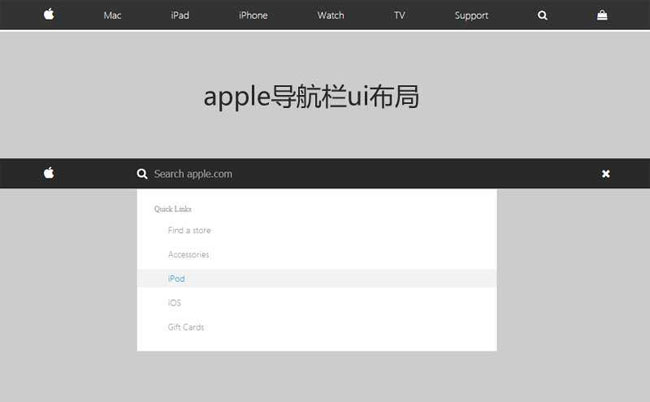 Mac iPad iPhone Watch TV Support
apple导航栏ui布局
Search apple.com
Quick Links
Find a store
Accessories
iPod
iOS
Gift Cards